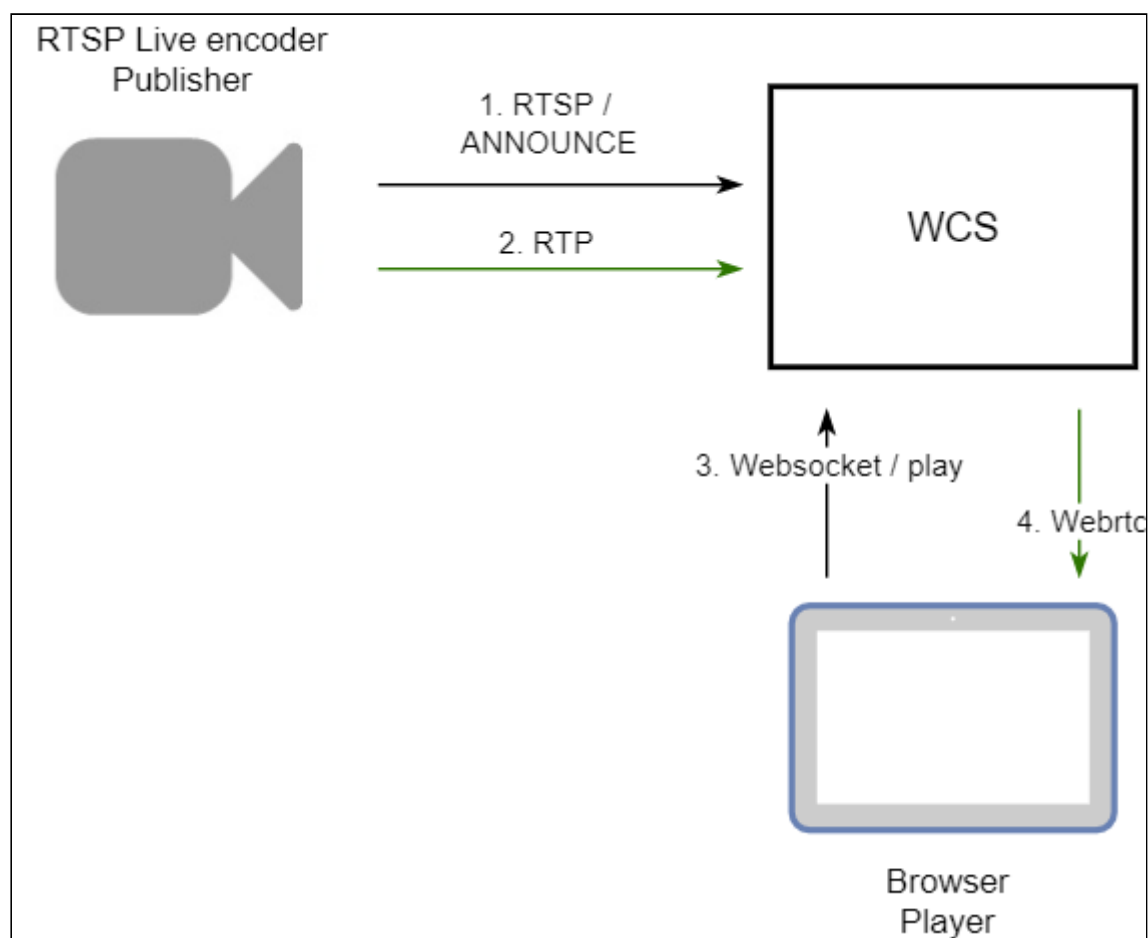 RTSP Live encoder
Publisher
1. RTSP /
ANNOUNCE
2. RTP
WCS
3. Websocket / play
4. Webrtc
Browser
Player